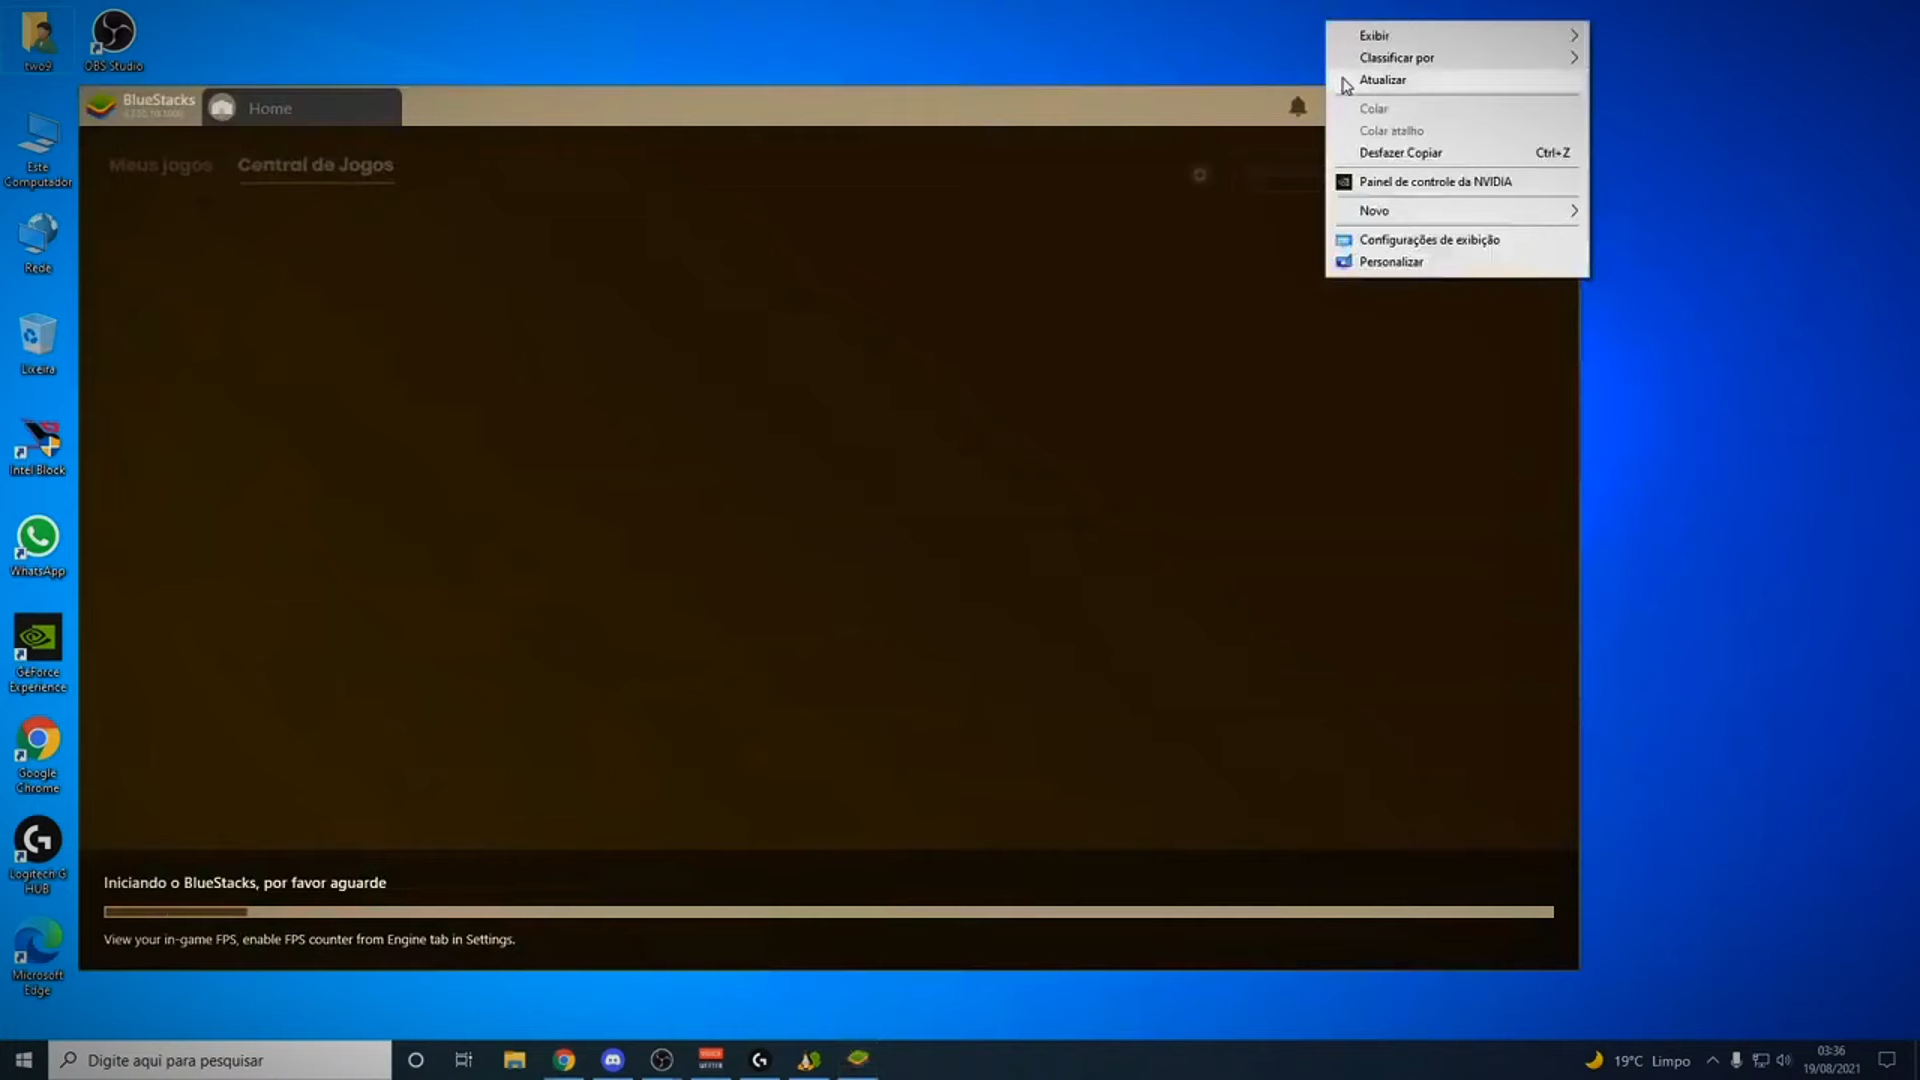 two9
OBS Studio
Este
Computador
Rede
Lixeira
Intel Block
WhatsApp
GeForce
Experience
Google
Chrome
Logitech G
HUB
Microsoft
Edge
BlueStacks
Home
Meus jogos
Central de Jogos
Exibir
Classificar por
Atualizar
Colar
Colar atalho
Desfazer Copiar Ctrl+Z
Painel de controle da NVIDIA
Novo
Configurações de exibição
Personalizar
Iniciando o BlueStacks, por favor aguarde
View your in-game FPS, enable FPS counter from Engine tab in Settings.
Digite aqui para pesquisar
19°C Limpo
03:36
19/08/2021